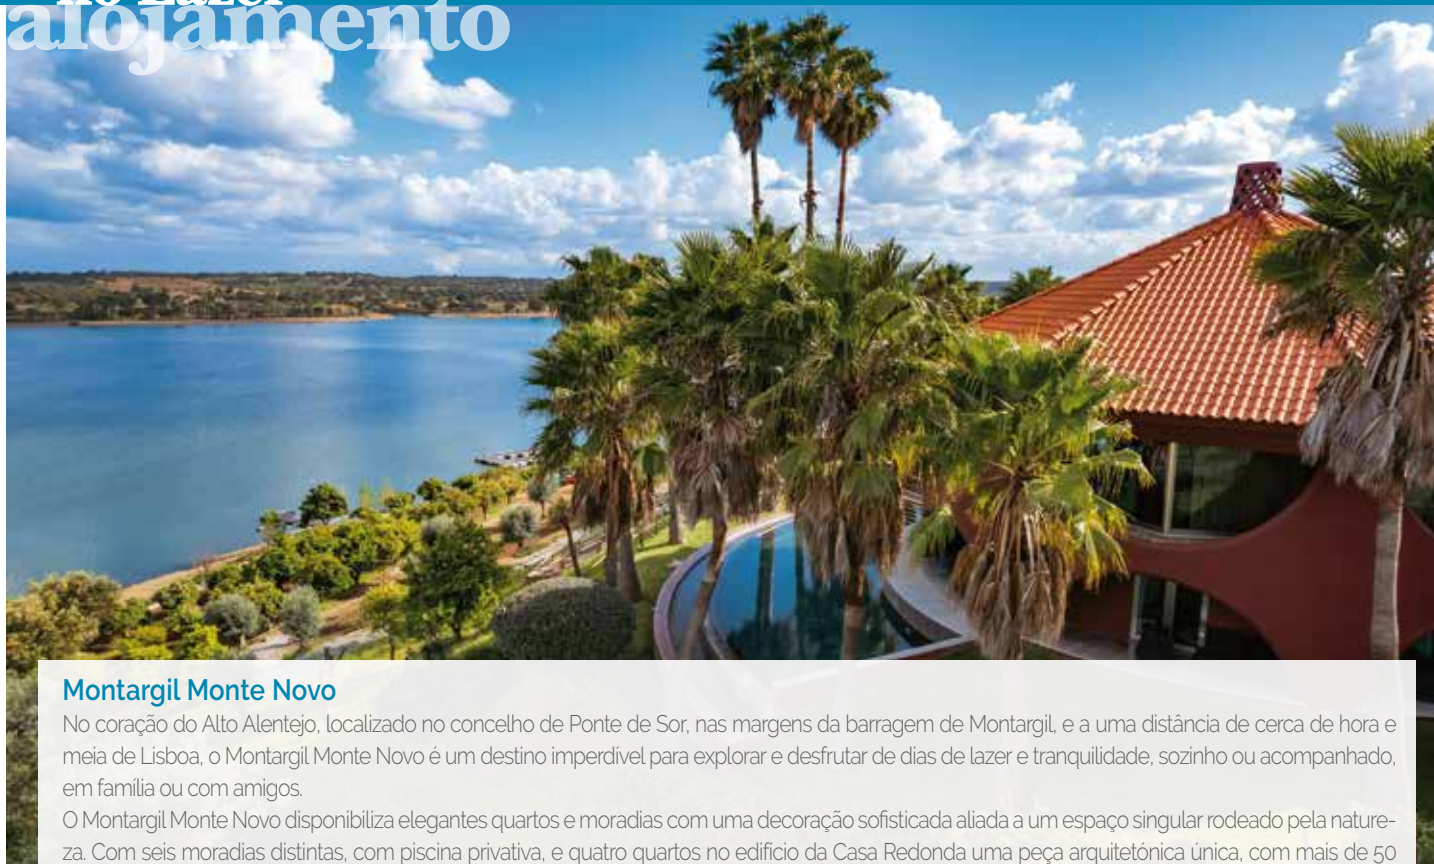 no Lazer
alojamento
Montargil Monte Novo
No coração do Alto Alentejo, localizado no concelho de Ponte de Sor, nas margens da barragem de Montargil, e a uma distância de cerca de hora e
meia de Lisboa, o Montargil Monte Novo é um destino imperdível para explorar e desfrutar de dias de lazer e tranquilidade, sozinho ou acompanhado,
em família ou com amigos.
O Montargil Monte Novo disponibiliza elegantes quartos e moradias com uma decoração sofisticada aliada a um espaço singular rodeado pela nature-
za. Com seis moradias distintas, com piscina privativa, e quatro quartos no edifício da Casa Redonda uma peça arquitetónica única, com mais de 50